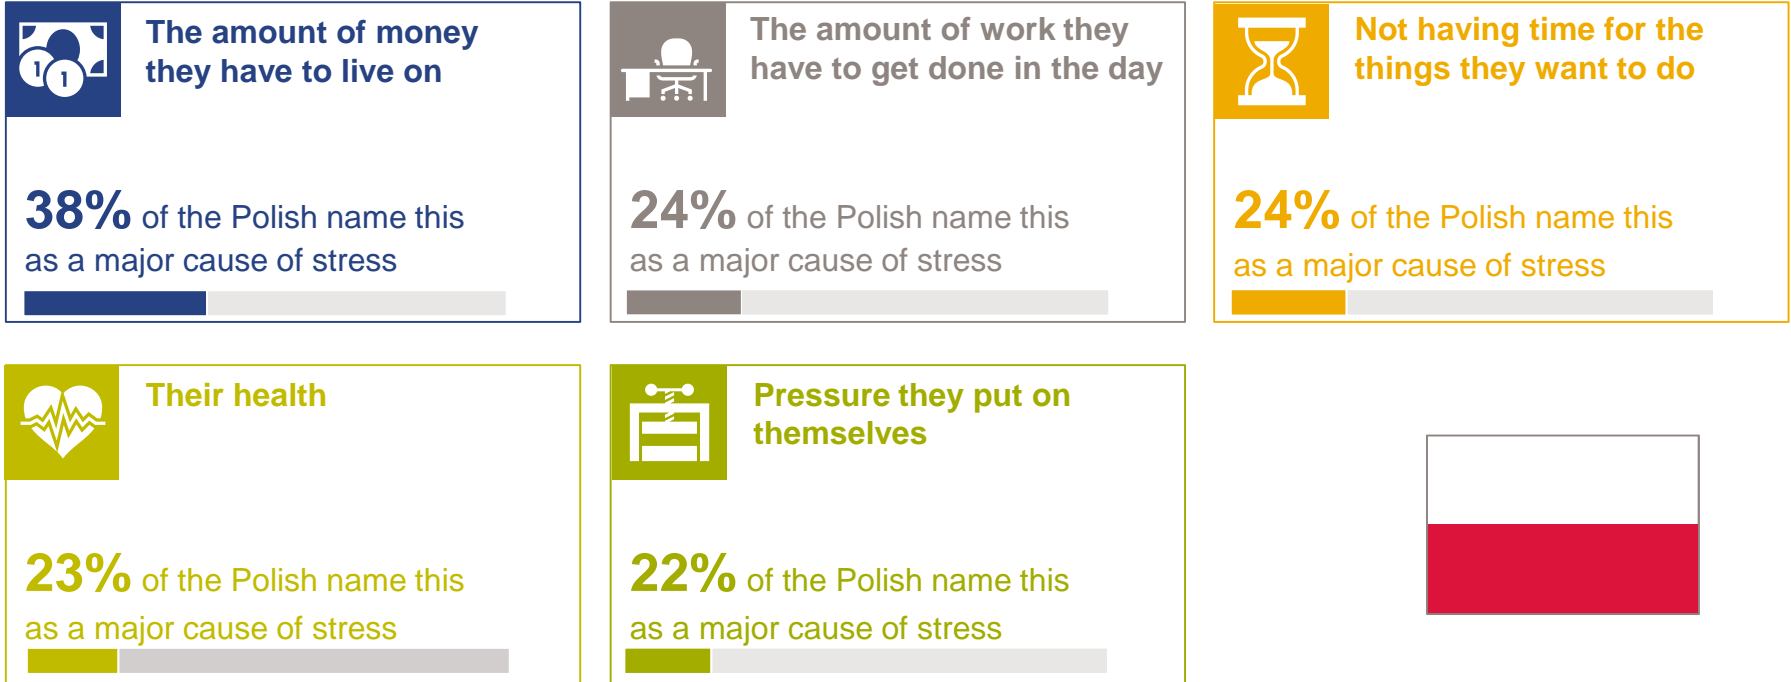 The amount of money
they have to live on
1 1
38% of the Polish name this
as a major cause of stress
The amount of work they
have to get done in the day
24% of the Polish name this
as a major cause of stress
Not having time for the
things they want to do
24% of the Polish name this
as a major cause of stress
Their health
23% of the Polish name this
as a major cause of stress
Pressure they put on
themselves
22% of the Polish name this
as a major cause of stress